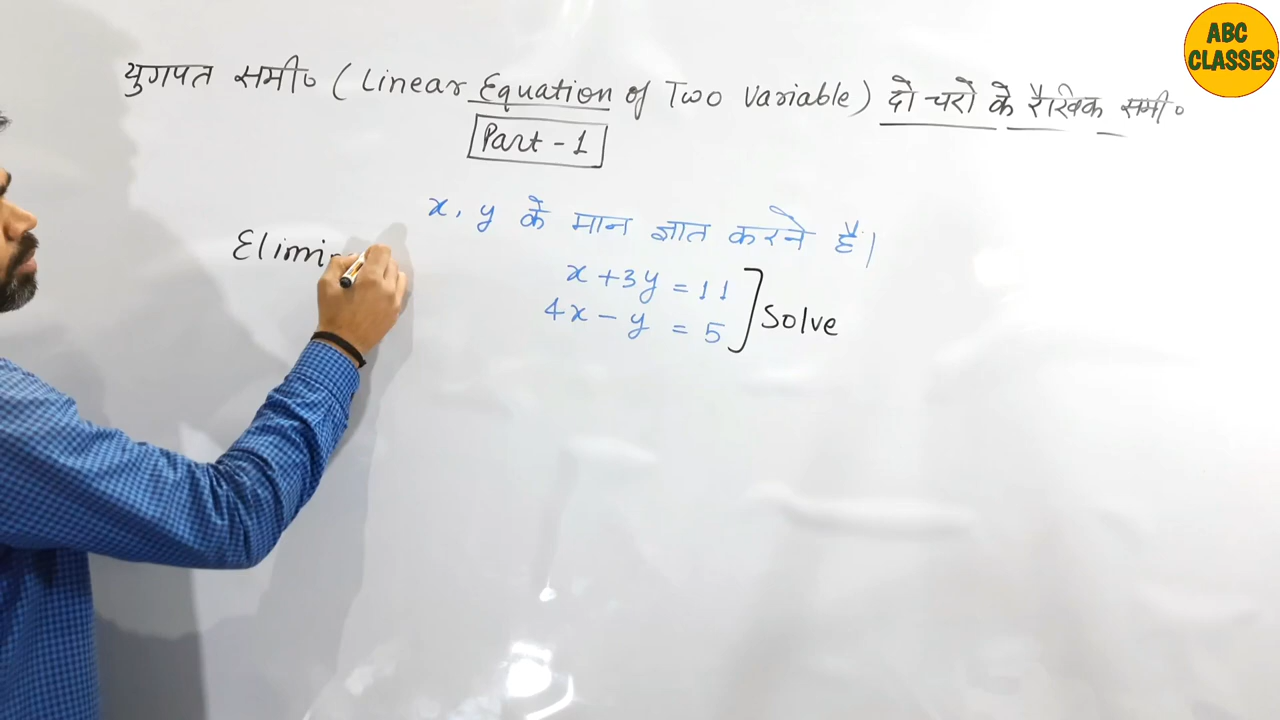 ABC
CLASSES
युगपत समी० (Linear Equation of Two Variable) दो चरो के रैखिक समी०
Part - 1
x, y के मान ज्ञात करने है।
Elimi
x + 3y = 11
4x - y = 5
Solve